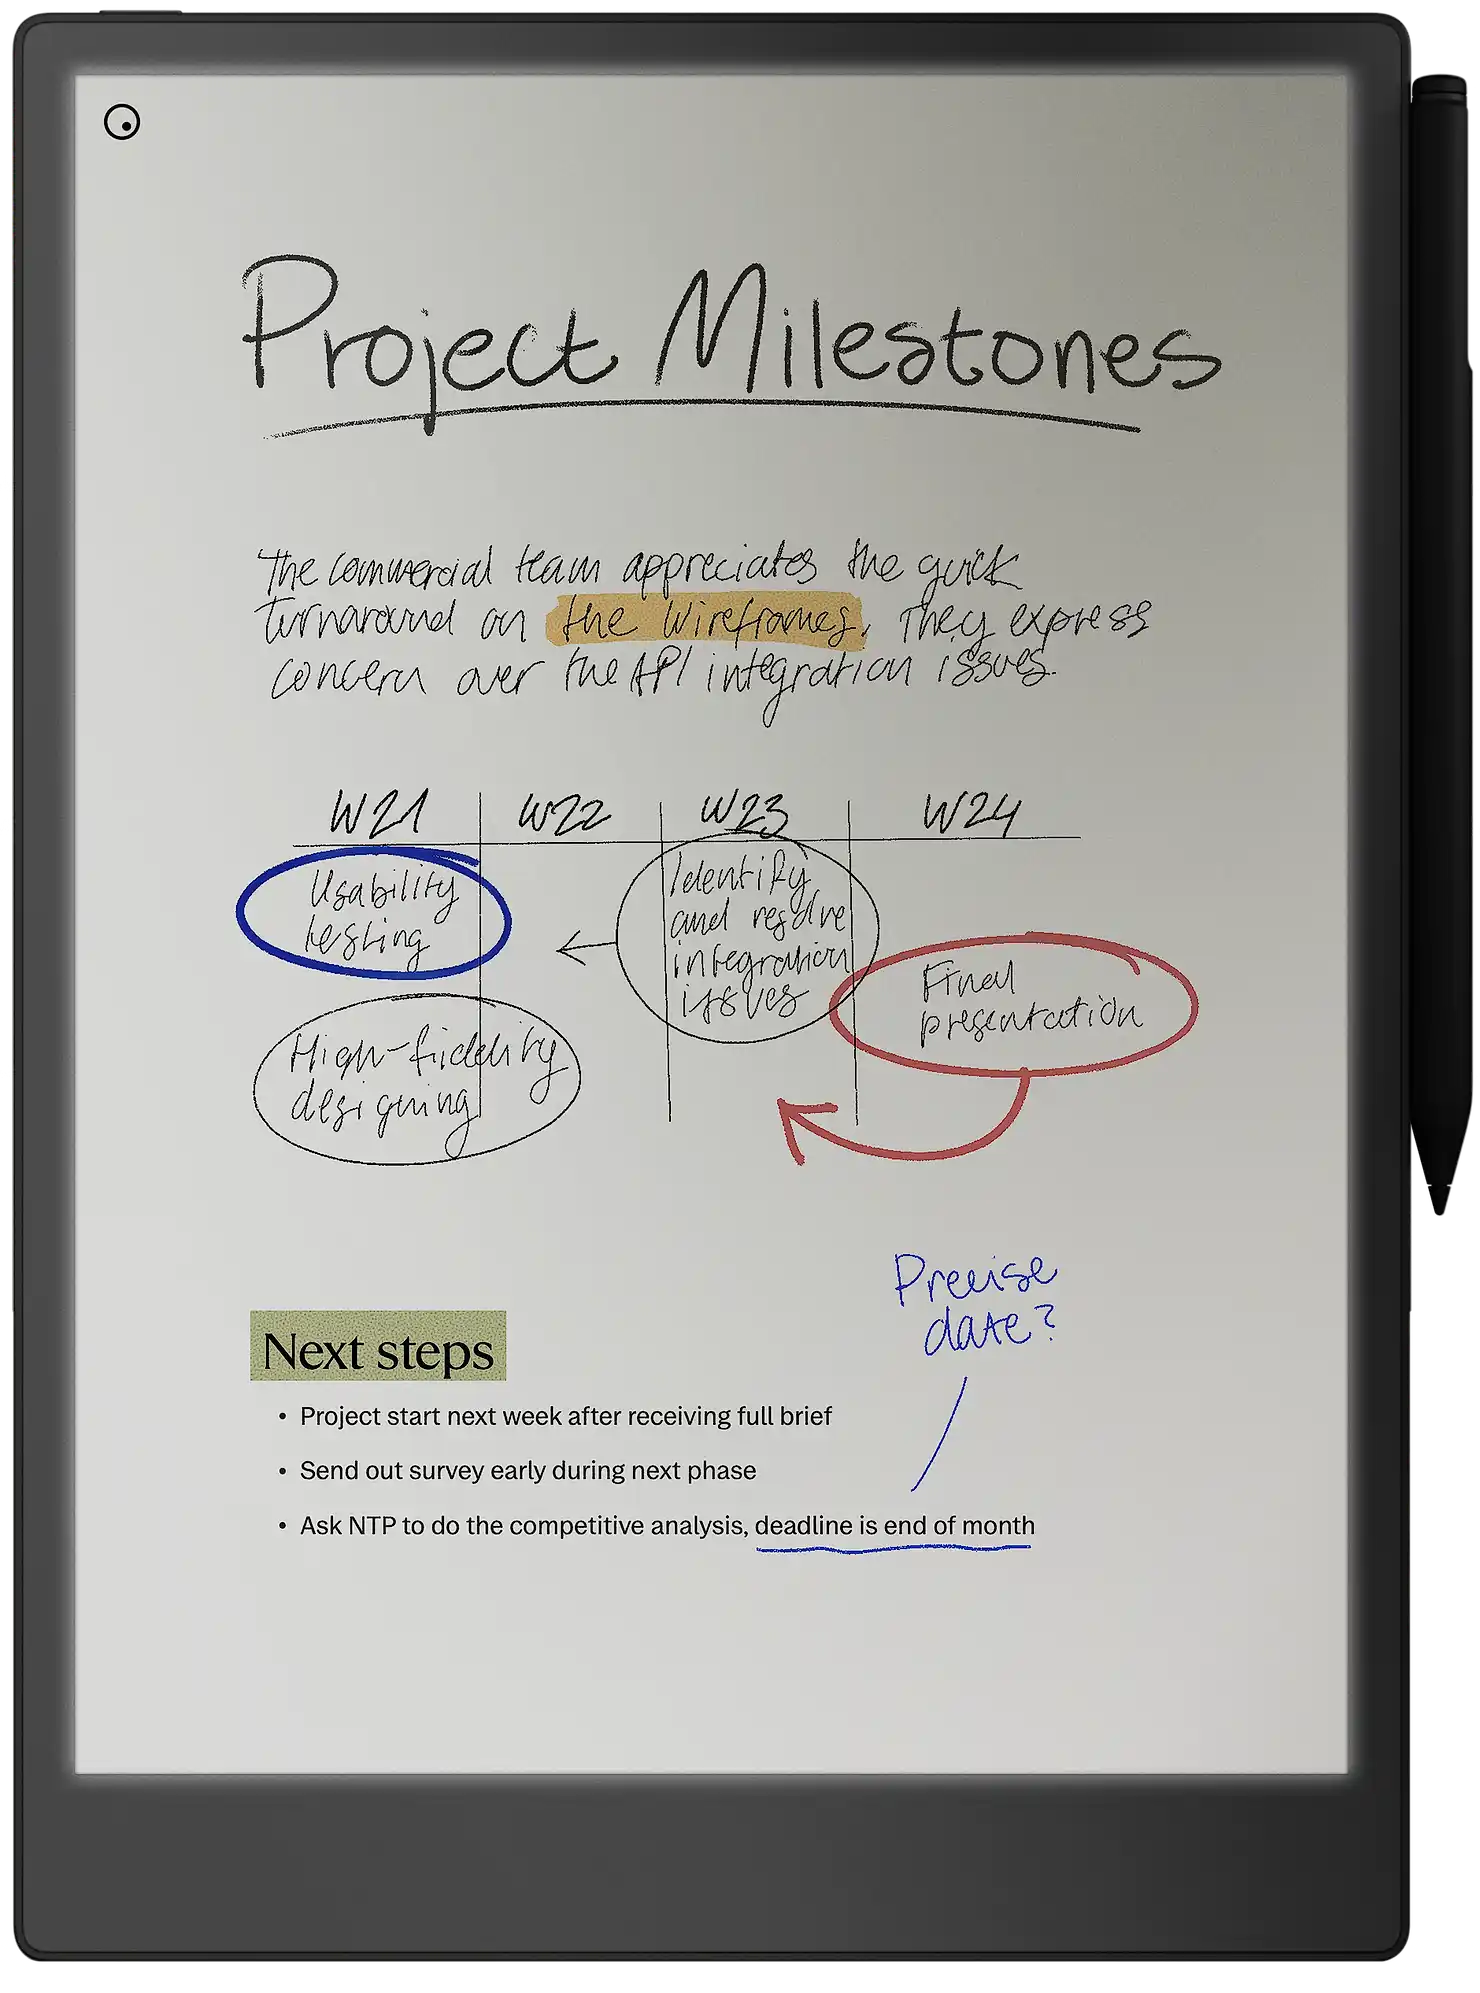 Project Milestones
The commercial team appreciates the quick
turnaround on the wireframes. They express
concern over the API integration issues.
W21 W22 W23 W24
Usability
testing
High-fidelity
designing
Identify
and resolve
integration
issues
Final
presentation
Precise
date?
Next steps
• Project start next week after receiving full brief
• Send out survey early during next phase
• Ask NTP to do the competitive analysis, deadline is end of month